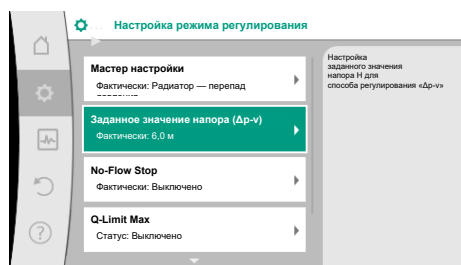 Настройка режима регулирования
Мастер настройки
Фактически: Радиатор — перепад
Заданное значение напора (Δp-v)
Фактически: 6,0 м
No-Flow Stop
Фактически: Выключено
Q-Limit Max
Статус: Выключено
Настройка
заданного значения
напора H для
способа регулирования «Δp-v»